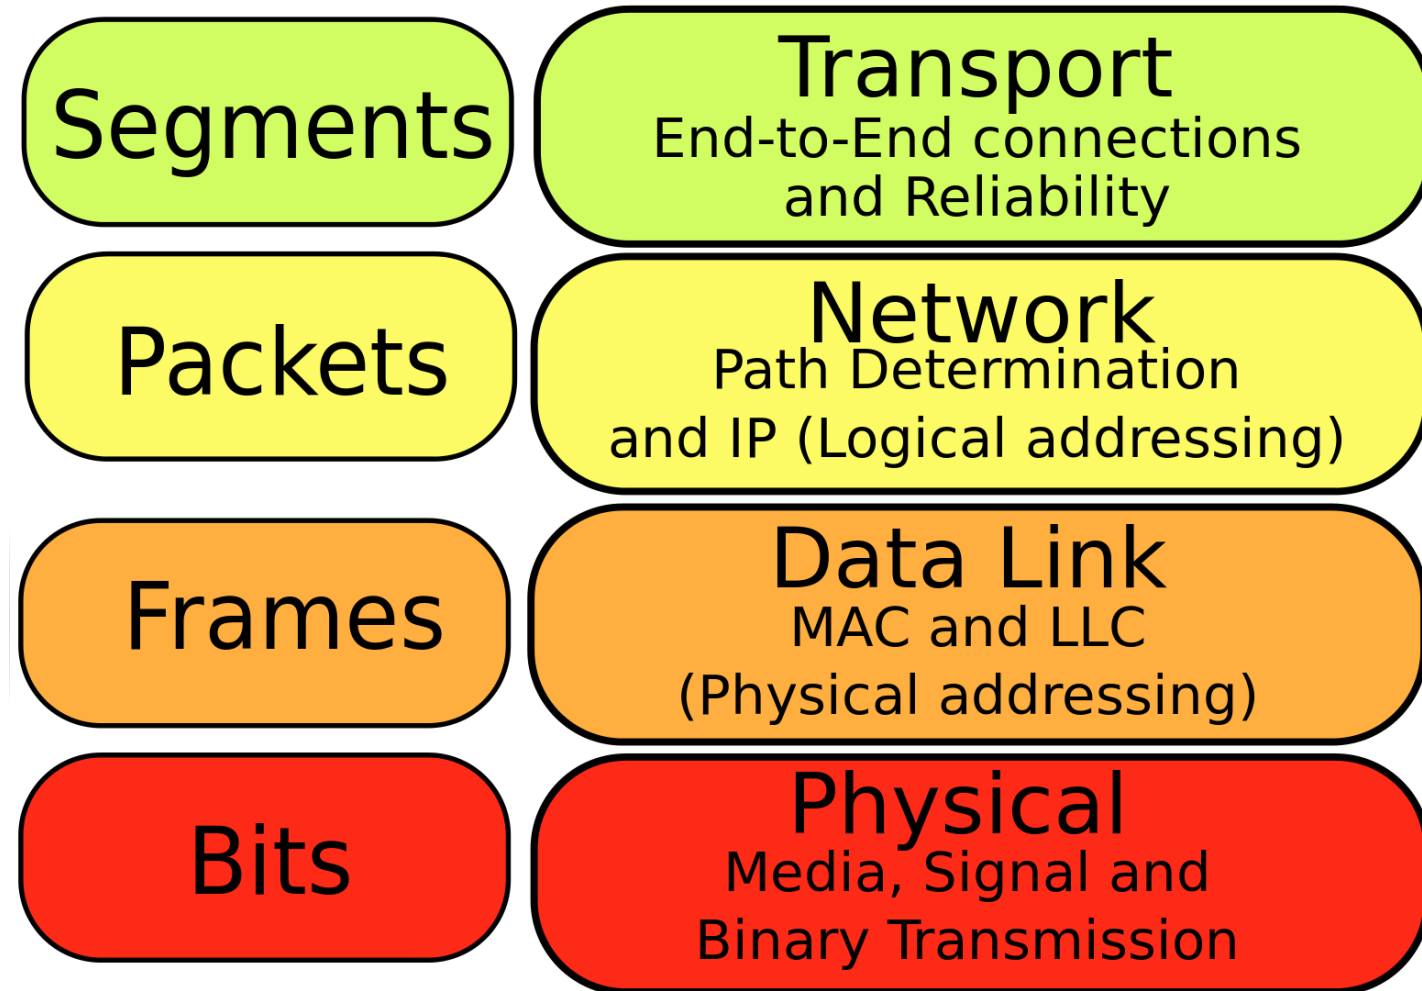 Segments
Transport
End-to-End connections
and Reliability
Packets
Network
Path Determination
and IP (Logical addressing)
Frames
Data Link
MAC and LLC
(Physical addressing)
Bits
Physical
Media, Signal and
Binary Transmission